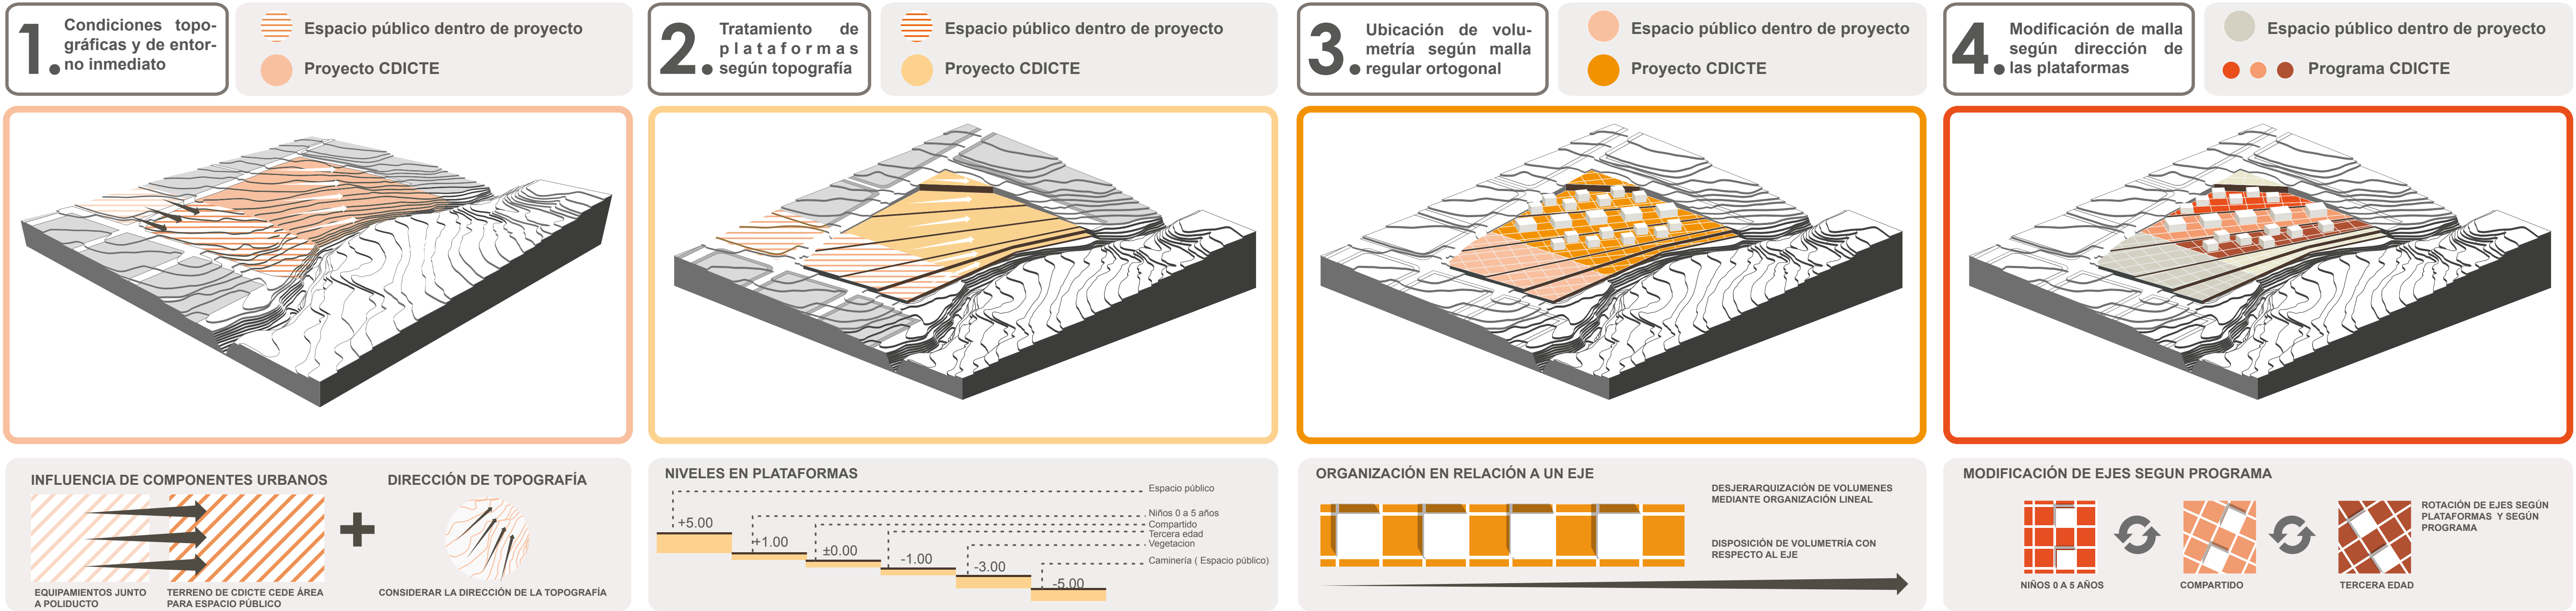 1.
Condiciones topo-
gráficas y de entor-
no inmediato
Espacio público dentro de proyecto
Proyecto CDICTE
2.
Tratamiento de
plataformas
según topografía
Espacio público dentro de proyecto
Proyecto CDICTE
3.
Ubicación de volu-
metría según malla
regular ortogonal
Espacio público dentro de proyecto
Proyecto CDICTE
4.
Modificación de malla
según dirección de
las plataformas
Espacio público dentro de proyecto
Programa CDICTE
INFLUENCIA DE COMPONENTES URBANOS
DIRECCIÓN DE TOPOGRAFÍA
+
EQUIPAMIENTOS JUNTO
A POLIDUCTO
TERRENO DE CDICTE CEDE ÁREA
PARA ESPACIO PÚBLICO
CONSIDERAR LA DIRECCIÓN DE LA TOPOGRAFÍA
NIVELES EN PLATAFORMAS
Espacio público
Niños 0 a 5 años
Compartido
Tercera edad
Vegetacion
Caminería ( Espacio público)
+5.00
+1.00
±0.00
-1.00
-3.00
-5.00
ORGANIZACIÓN EN RELACIÓN A UN EJE
DESJERARQUIZACIÓN DE VOLUMENES
MEDIANTE ORGANIZACIÓN LINEAL
DISPOSICIÓN DE VOLUMETRÍA CON
RESPECTO AL EJE
MODIFICACIÓN DE EJES SEGUN PROGRAMA
ROTACIÓN DE EJES SEGÚN
PLATAFORMAS Y SEGÚN
PROGRAMA
NIÑOS 0 A 5 AÑOS
COMPARTIDO
TERCERA EDAD